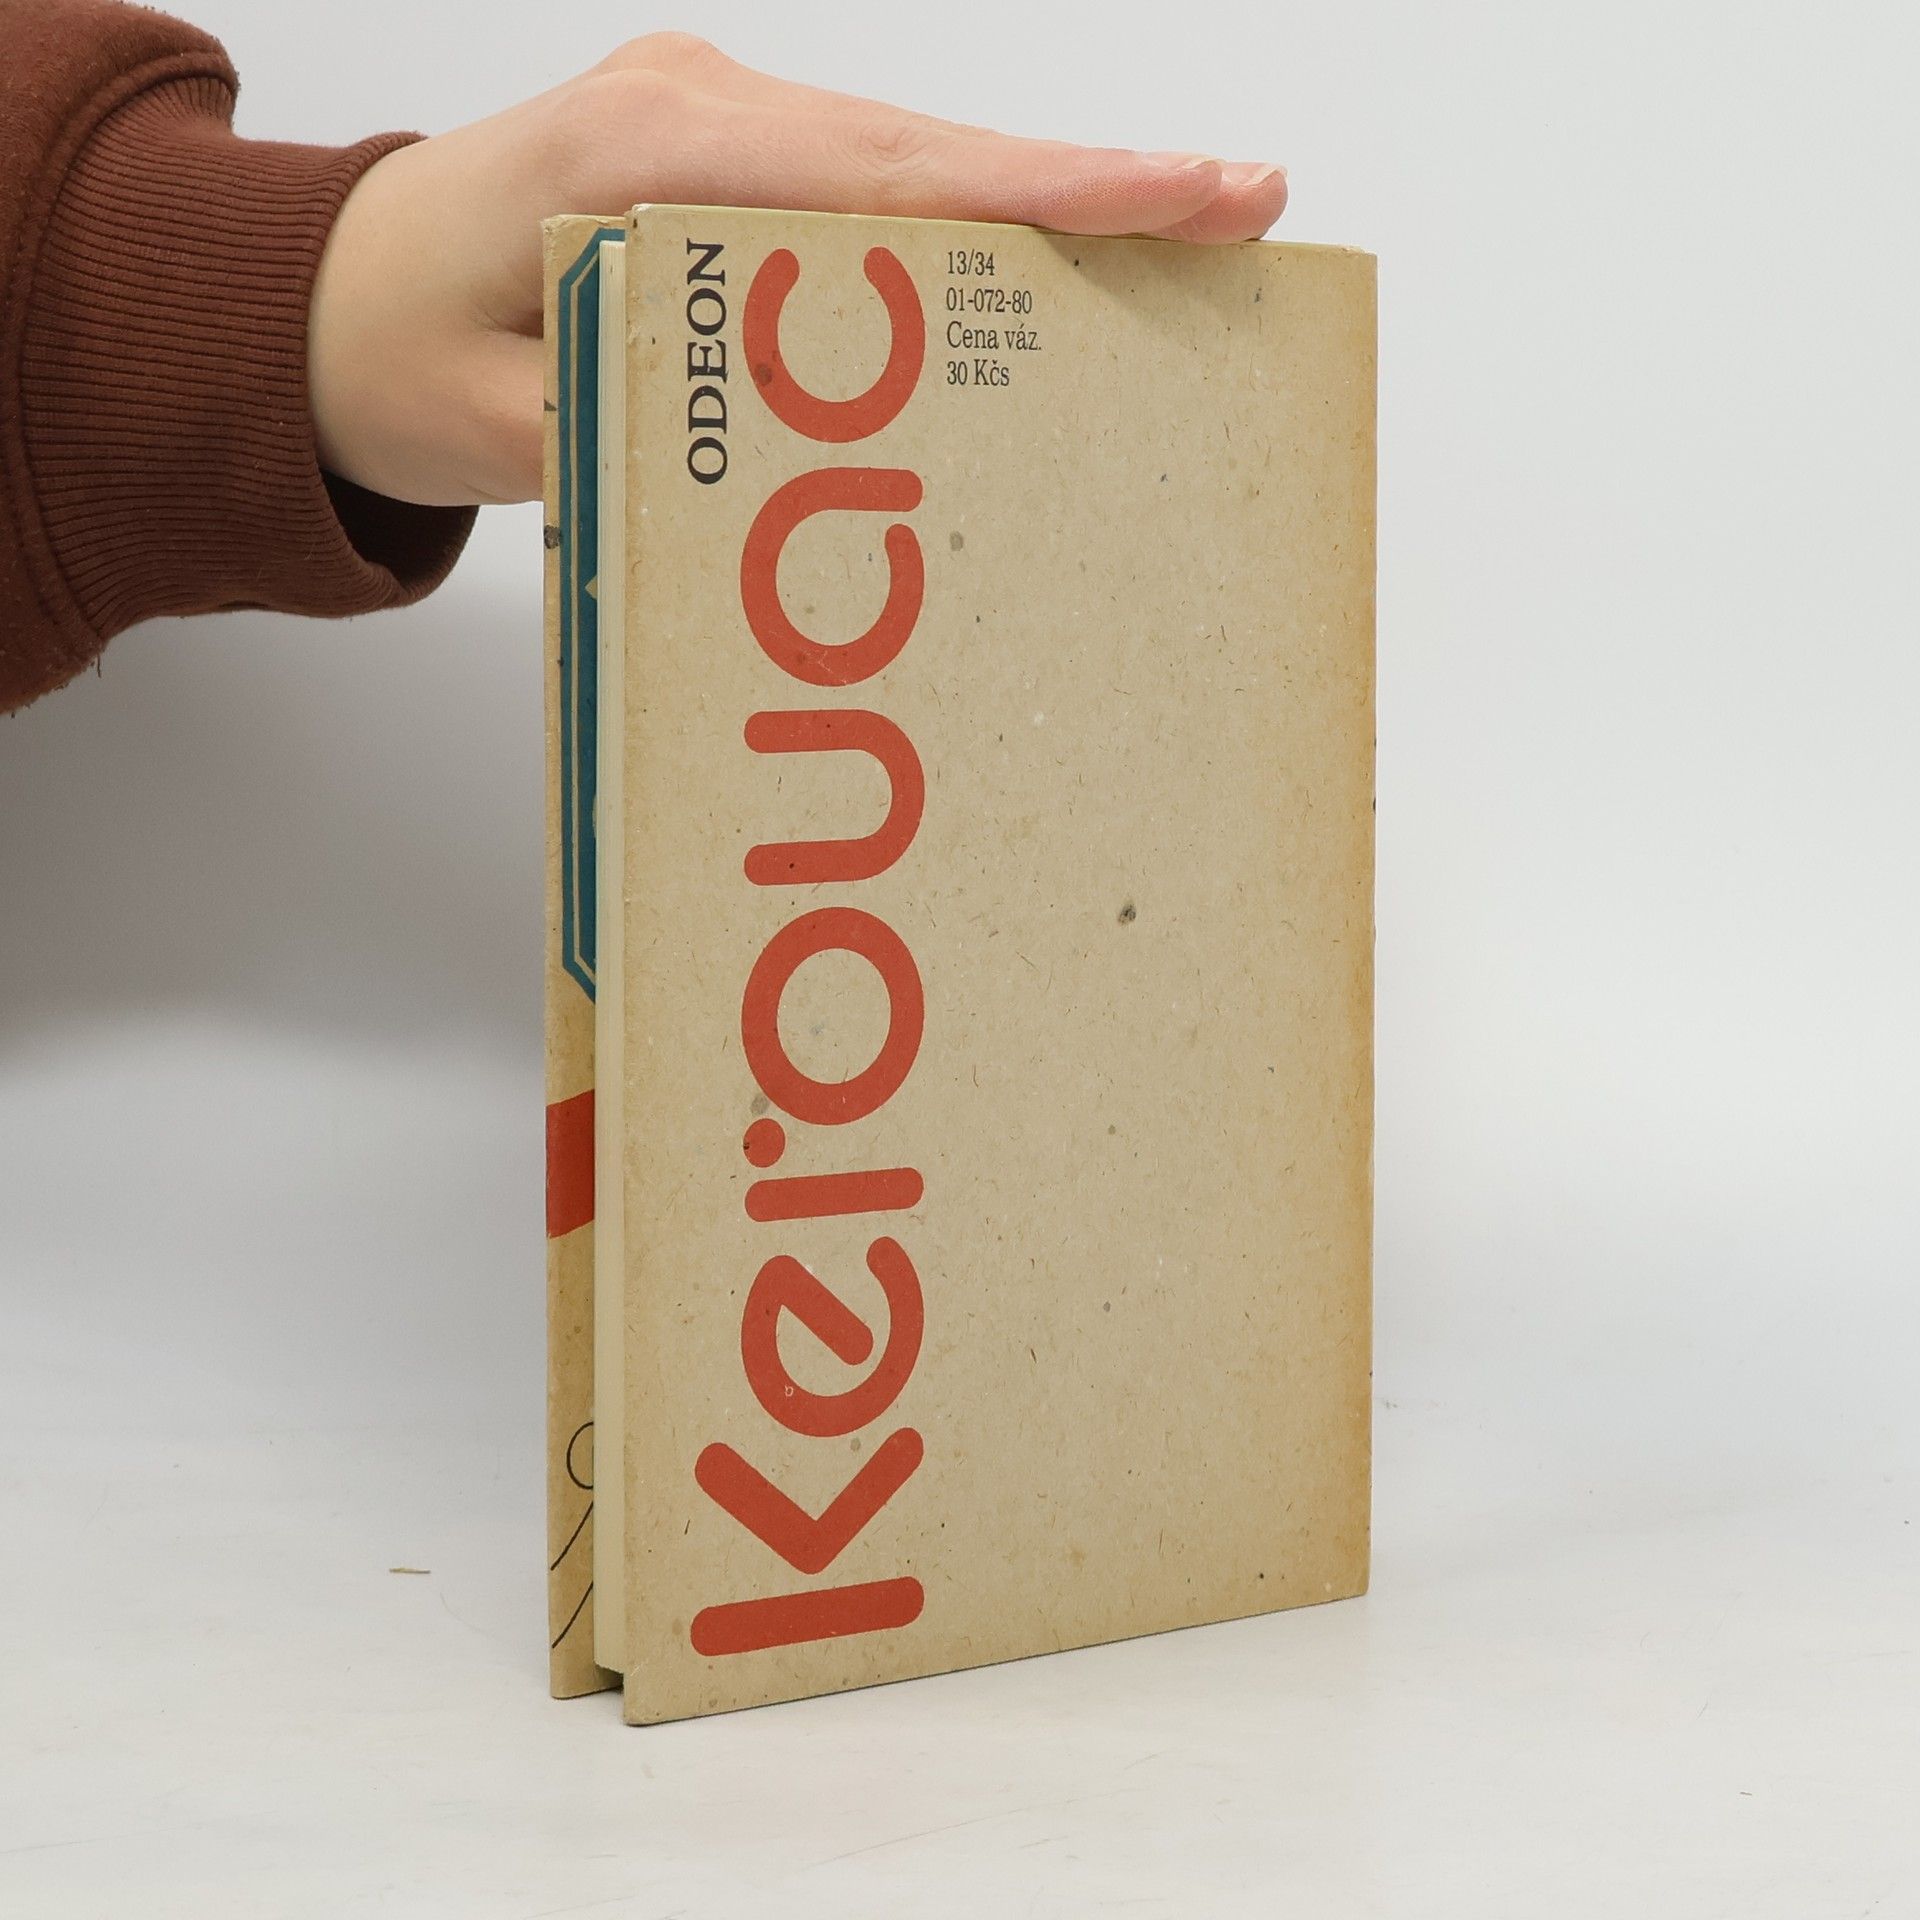 ODEON
kerouac
13/34
01-072-80
Cena váz.
30 Kčs